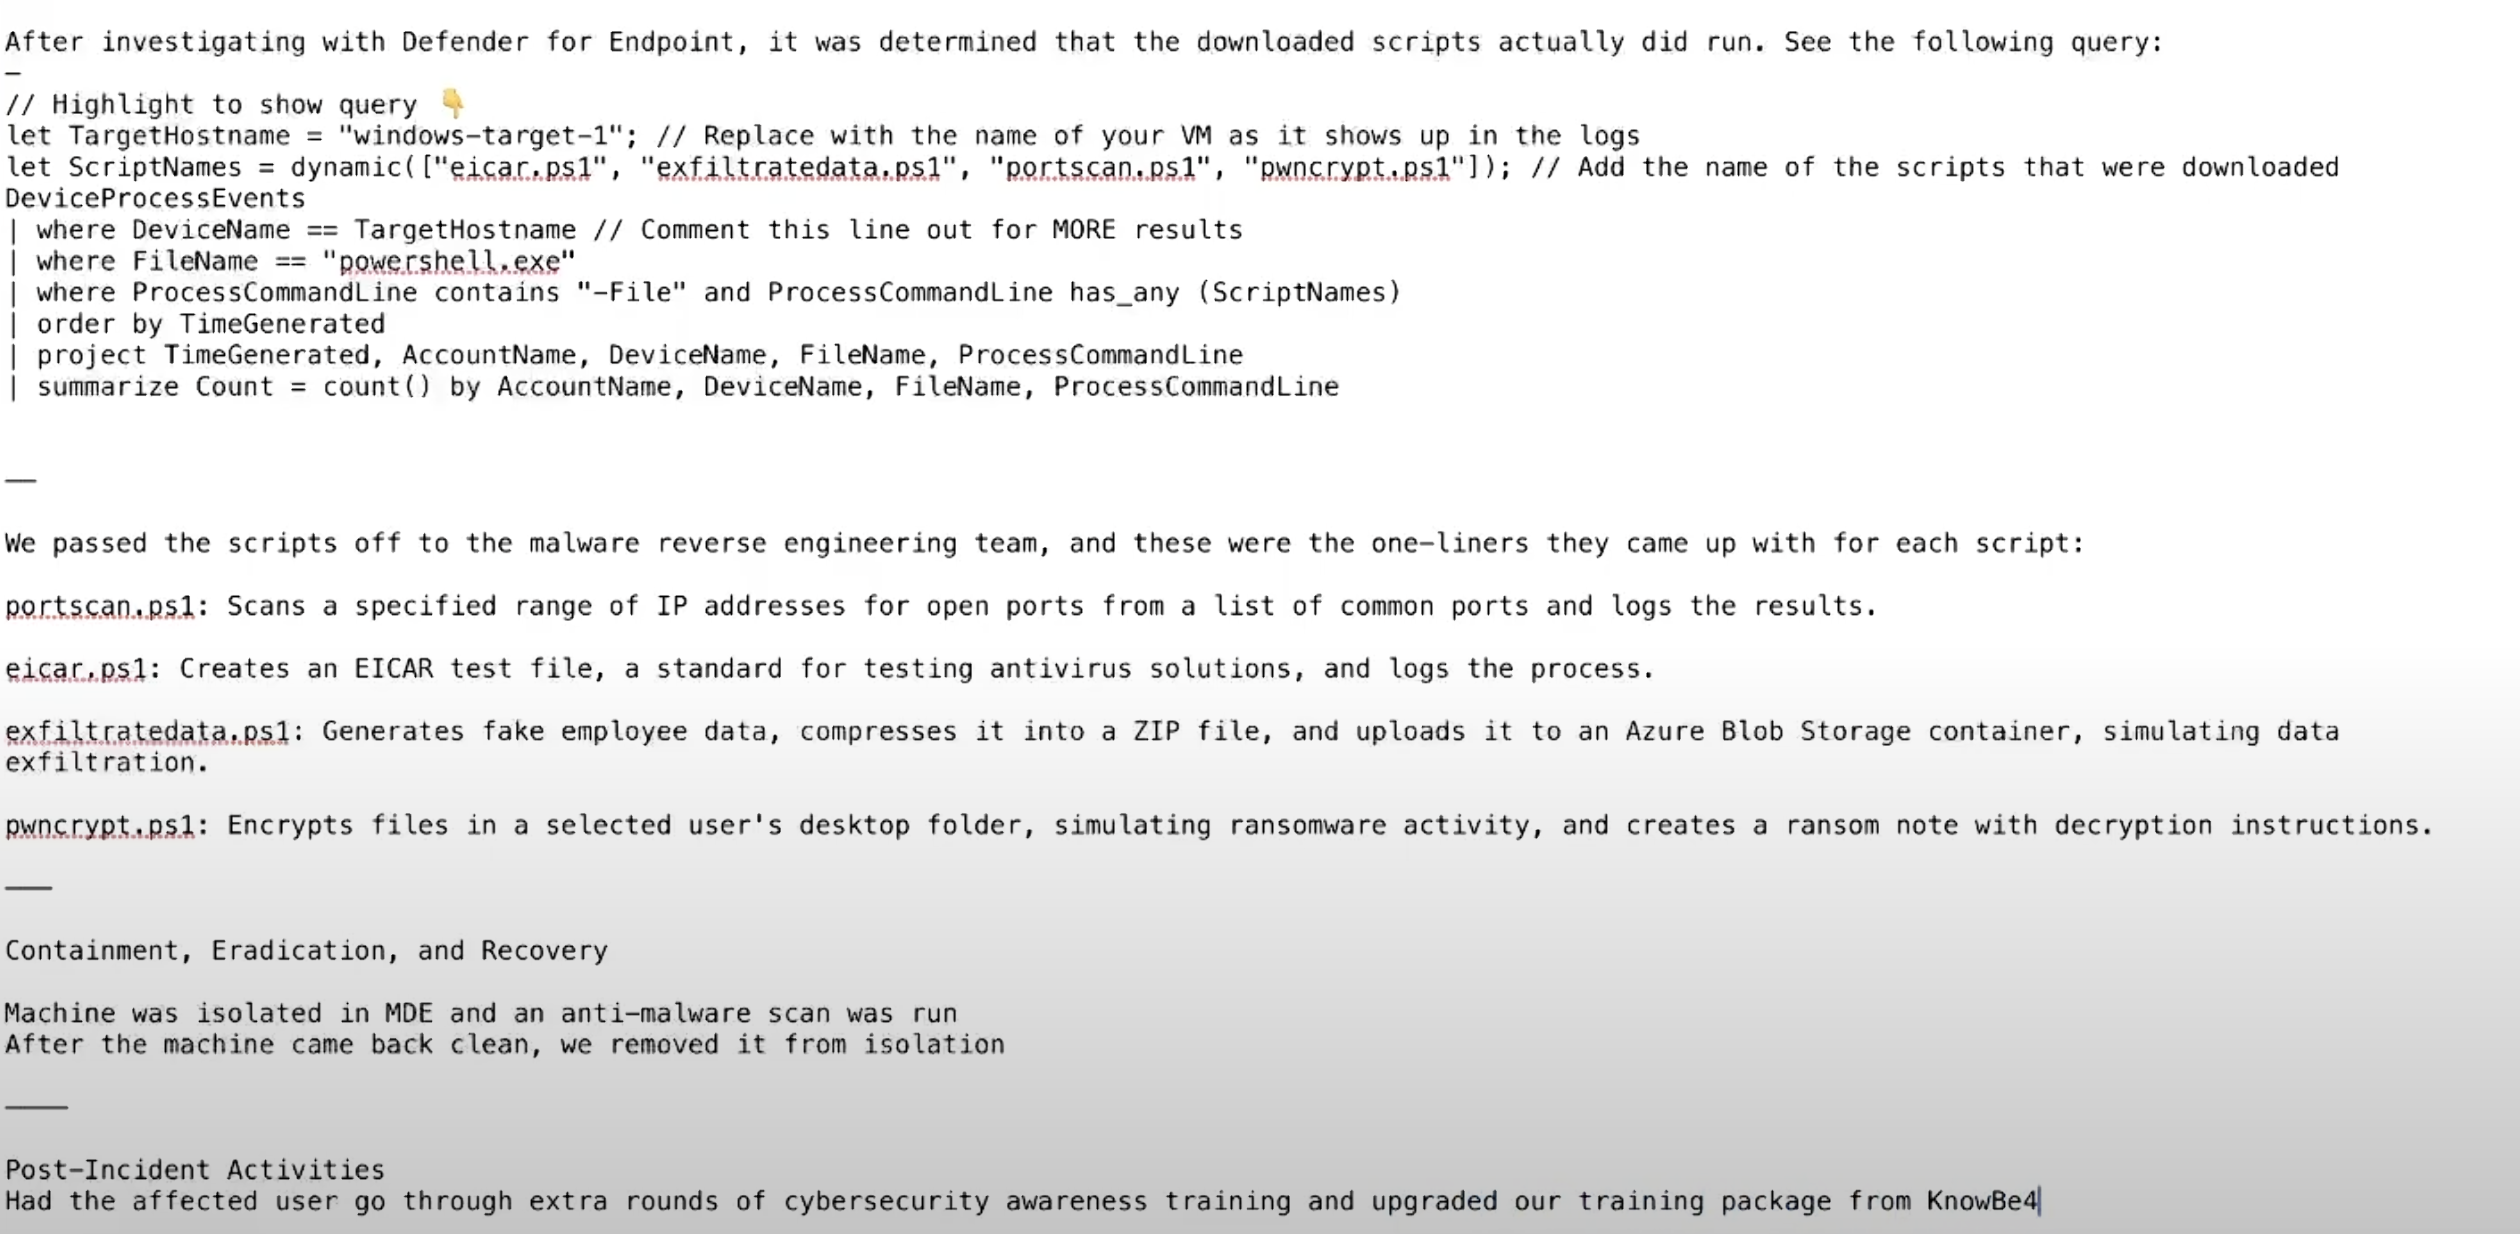 After investigating with Defender for Endpoint, it was determined that the downloaded scripts actually did run. See the following query:
—
// Highlight to show query 👇
let TargetHostname = "windows-target-1"; // Replace with the name of your VM as it shows up in the logs
let ScriptNames = dynamic(["eicar.ps1", "exfiltratedata.ps1", "portscan.ps1", "pwncrypt.ps1"]); // Add the name of the scripts that were downloaded
DeviceProcessEvents
| where DeviceName == TargetHostname // Comment this line out for MORE results
| where FileName == "powershell.exe"
| where ProcessCommandLine contains "-File" and ProcessCommandLine has_any (ScriptNames)
| order by TimeGenerated
| project TimeGenerated, AccountName, DeviceName, FileName, ProcessCommandLine
| summarize Count = count() by AccountName, DeviceName, FileName, ProcessCommandLine
——
We passed the scripts off to the malware reverse engineering team, and these were the one-liners they came up with for each script:
portscan.ps1: Scans a specified range of IP addresses for open ports from a list of common ports and logs the results.
eicar.ps1: Creates an EICAR test file, a standard for testing antivirus solutions, and logs the process.
exfiltratedata.ps1: Generates fake employee data, compresses it into a ZIP file, and uploads it to an Azure Blob Storage container, simulating data
exfiltration.
pwncrypt.ps1: Encrypts files in a selected user's desktop folder, simulating ransomware activity, and creates a ransom note with decryption instructions.
———
Containment, Eradication, and Recovery
Machine was isolated in MDE and an anti-malware scan was run
After the machine came back clean, we removed it from isolation
————
Post-Incident Activities
Had the affected user go through extra rounds of cybersecurity awareness training and upgraded our training package from KnowBe4